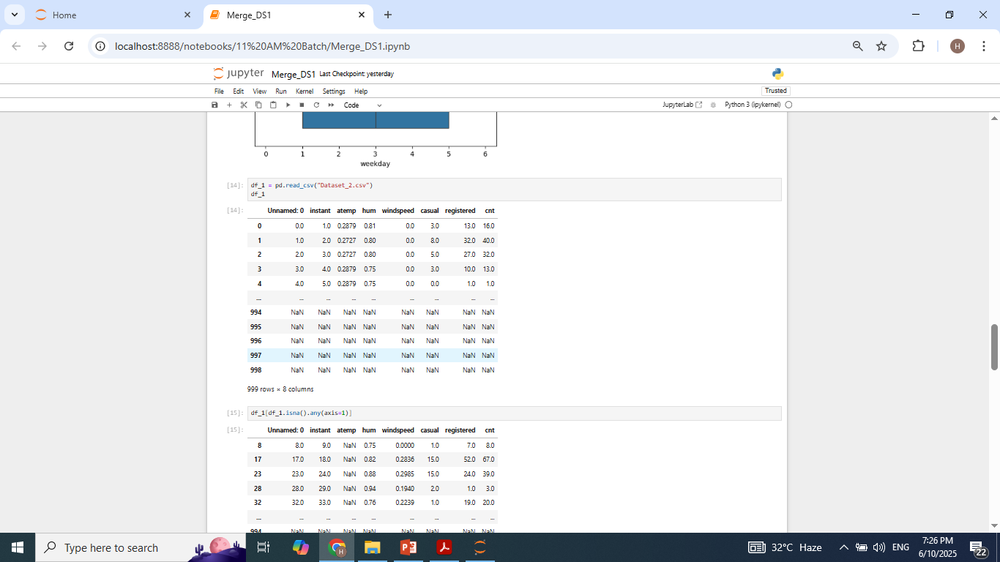 Home
Merge_DS1
localhost:8888/notebooks/11%20AM%20Batch/Merge_DS1.ipynb
H
jupyter Merge_DS1 Last Checkpoint: yesterday
File Edit View Run Kernel Settings Help
Trusted
Code
JupyterLab
Python 3 (ipykernel)
0 1 2 3 4 5 6
weekday
[14]: df_1 = pd.read_csv("Dataset_2.csv")
df_1
[14]: Unnamed: 0 instant atemp hum windspeed casual registered cnt
0 0.0 1.0 0.2879 0.81 0.0 3.0 13.0 16.0
1 1.0 2.0 0.2727 0.80 0.0 8.0 32.0 40.0
2 2.0 3.0 0.2727 0.80 0.0 5.0 27.0 32.0
3 3.0 4.0 0.2879 0.75 0.0 3.0 10.0 13.0
4 4.0 5.0 0.2879 0.75 0.0 0.0 1.0 1.0
... ... ... ... ... ... ... ... ...
994 NaN NaN NaN NaN NaN NaN NaN NaN
995 NaN NaN NaN NaN NaN NaN NaN NaN
996 NaN NaN NaN NaN NaN NaN NaN NaN
997 NaN NaN NaN NaN NaN NaN NaN NaN
998 NaN NaN NaN NaN NaN NaN NaN NaN
999 rows × 8 columns
[15]: df_1[df_1.isna().any(axis=1)]
[15]: Unnamed: 0 instant atemp hum windspeed casual registered cnt
8 8.0 9.0 NaN 0.75 0.0000 1.0 7.0 8.0
17 17.0 18.0 NaN 0.82 0.2836 15.0 52.0 67.0
23 23.0 24.0 NaN 0.88 0.2985 15.0 24.0 39.0
28 28.0 29.0 NaN 0.94 0.1940 2.0 1.0 3.0
32 32.0 33.0 NaN 0.76 0.2239 1.0 19.0 20.0
... ... ... ... ... ... ... ... ...
994 NaN NaN NaN NaN NaN NaN NaN NaN
Type here to search
H
32°C Haze
ENG
7:26 PM
6/10/2025
22